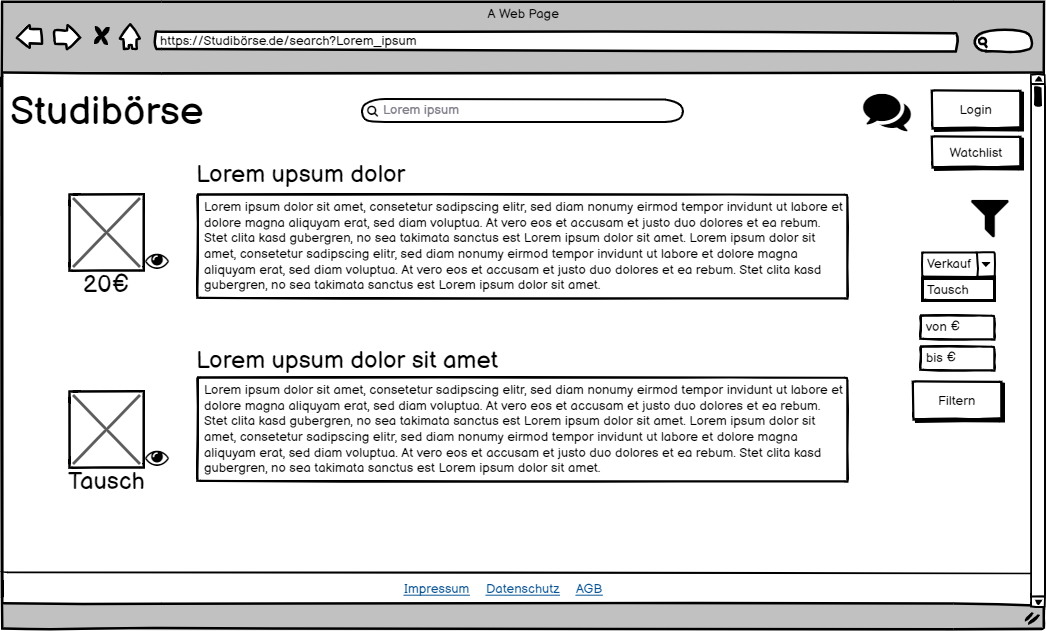 A Web Page
https://Studibörse.de/search?Lorem_ipsum
Studibörse
Lorem ipsum
Login
Watchlist
Lorem upsum dolor
Lorem ipsum dolor sit amet, consetetur sadipscing elitr, sed diam nonumy eirmod tempor invidunt ut labore et
dolore magna aliquyam erat, sed diam voluptua. At vero eos et accusam et justo duo dolores et ea rebum.
Stet clita kasd gubergren, no sea takimata sanctus est Lorem ipsum dolor sit amet. Lorem ipsum dolor sit
amet, consetetur sadipscing elitr, sed diam nonumy eirmod tempor invidunt ut labore et dolore magna
aliquyam erat, sed diam voluptua. At vero eos et accusam et justo duo dolores et ea rebum. Stet clita kasd
gubergren, no sea takimata sanctus est Lorem ipsum dolor sit amet.
20€
Verkauf
Tausch
von €
bis €
Filtern
Lorem upsum dolor sit amet
Lorem ipsum dolor sit amet, consetetur sadipscing elitr, sed diam nonumy eirmod tempor invidunt ut labore et
dolore magna aliquyam erat, sed diam voluptua. At vero eos et accusam et justo duo dolores et ea rebum.
Stet clita kasd gubergren, no sea takimata sanctus est Lorem ipsum dolor sit amet. Lorem ipsum dolor sit
amet, consetetur sadipscing elitr, sed diam nonumy eirmod tempor invidunt ut labore et dolore magna
aliquyam erat, sed diam voluptua. At vero eos et accusam et justo duo dolores et ea rebum. Stet clita kasd
gubergren, no sea takimata sanctus est Lorem ipsum dolor sit amet.
Tausch
Impressum Datenschutz AGB